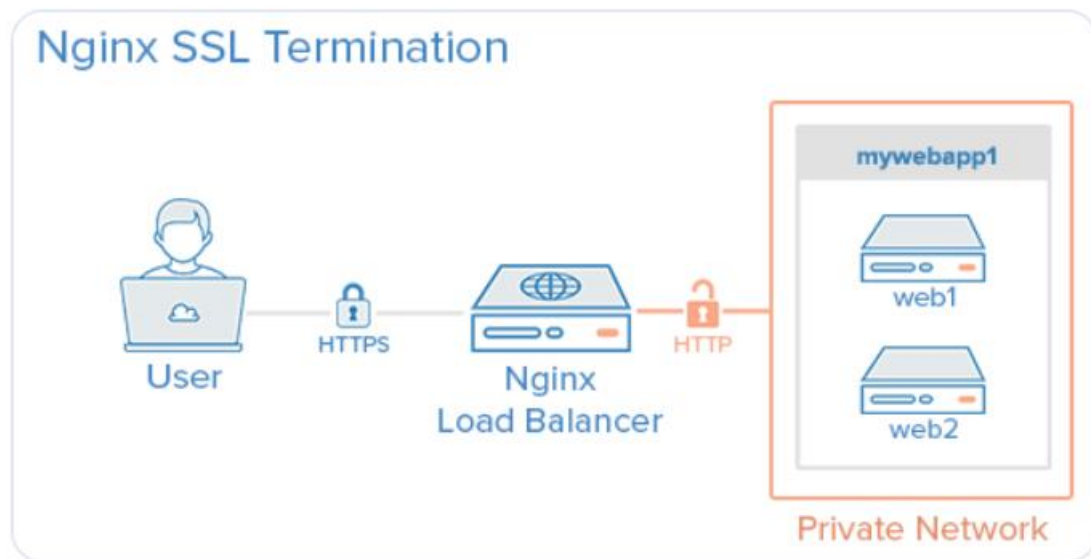 Nginx SSL Termination
mywebapp1
web1
HTTPS
HTTP
User
Nginx
Load Balancer
web2
Private Network